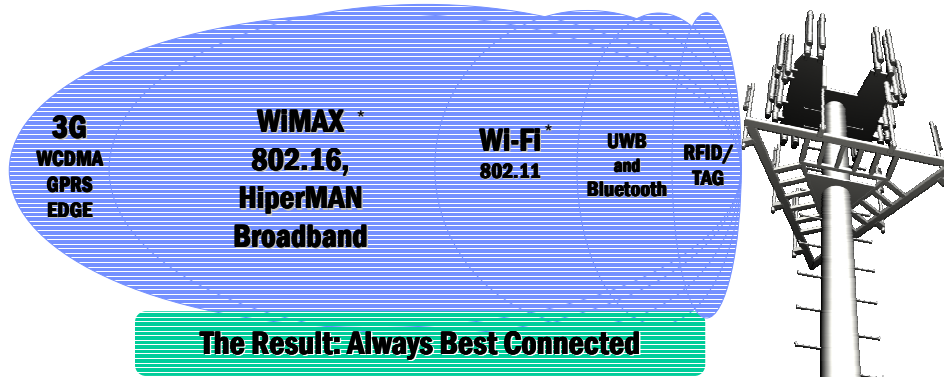 3G
WCDMA
GPRS
EDGE
WiMAX *
802.16,
HiperMAN
Broadband
Wi-Fi*
802.11
UWB
and
Bluetooth
RFID/
TAG
The Result: Always Best Connected